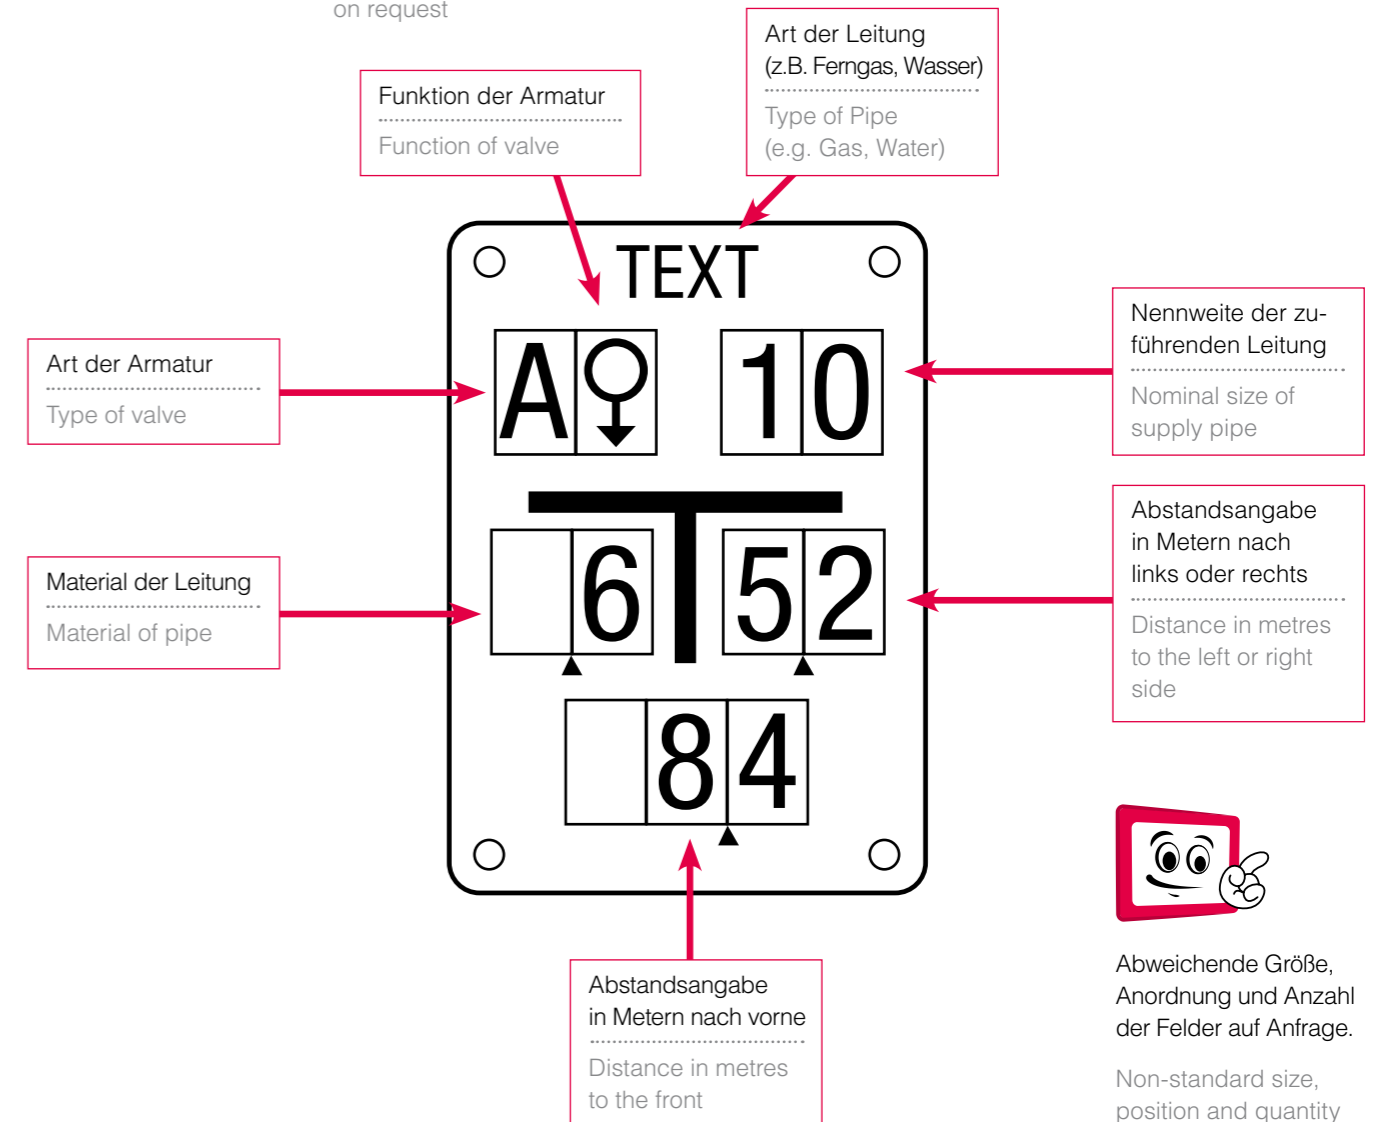 on request
Art der Leitung
(z.B. Ferngas, Wasser)
Type of Pipe
(e.g. Gas, Water)
Funktion der Armatur
Function of valve
TEXT
Art der Armatur
Type of valve
A 10
Nennweite der zu-
führenden Leitung
Nominal size of
supply pipe
Material der Leitung
Material of pipe
6 52
Abstandsangabe
in Metern nach
links oder rechts
Distance in metres
to the left or right
side
84
Abstandsangabe
in Metern nach vorne
Distance in metres
to the front
Abweichende Größe,
Anordnung und Anzahl
der Felder auf Anfrage.
Non-standard size,
position and quantity